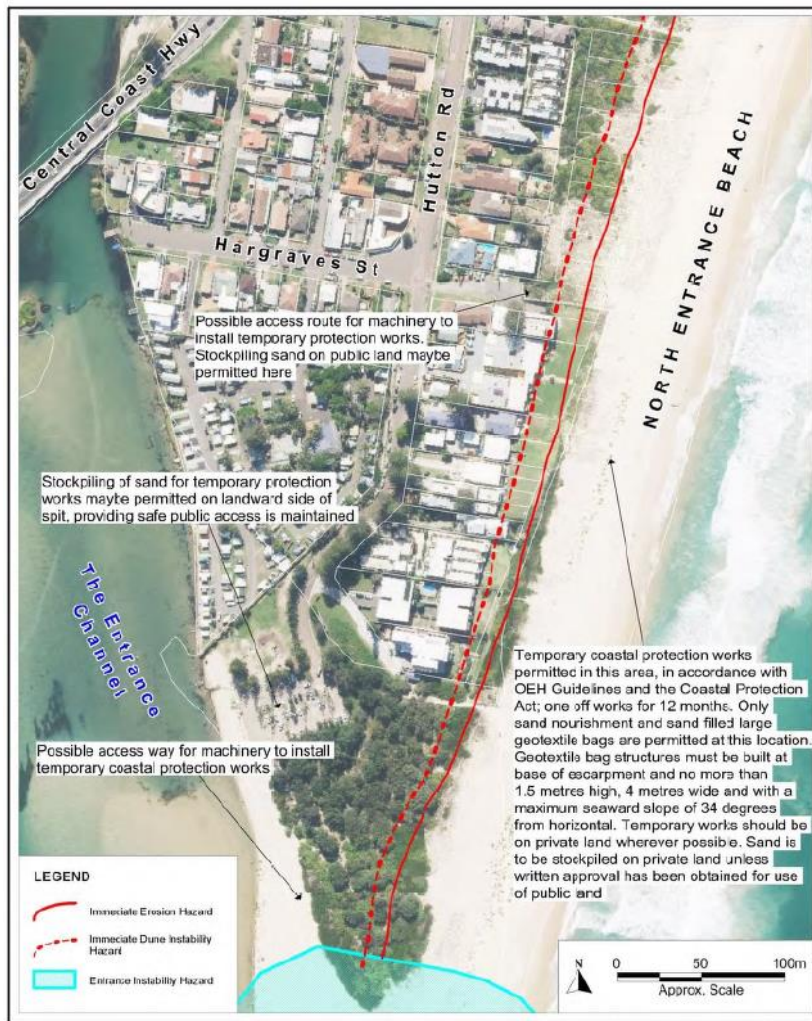 Central Coast Hwy
Hutton Rd
Hargraves St
NORTH ENTRANCE BEACH
Possible access route for machinery to
install temporary protection works.
Stockpiling sand on public land maybe
permitted here
Stockpiling of sand for temporary protection
works maybe permitted on landward side of
spit, providing safe public access is maintained
The Entrance
Channel
Temporary coastal protection works
permitted in this area, in accordance with
OEH Guidelines and the Coastal Protection
Act; one off works for 12 months. Only
sand nourishment and sand filled large
geotextile bags are permitted at this location.
Geotextile bag structures must be built at
base of escarpment and no more than
1.5 metres high, 4 metres wide and with a
maximum seaward slope of 34 degrees
from horizontal. Temporary works should be
on private land wherever possible. Sand is
to be stockpiled on private land unless
written approval has been obtained for use
of public land
Possible access way for machinery to install
temporary coastal protection works
LEGEND
Immediate Erosion Hazard
Immediate Dune Instability
Hazard
Entrance Instability Hazard
N
0 50 100m
Approx. Scale